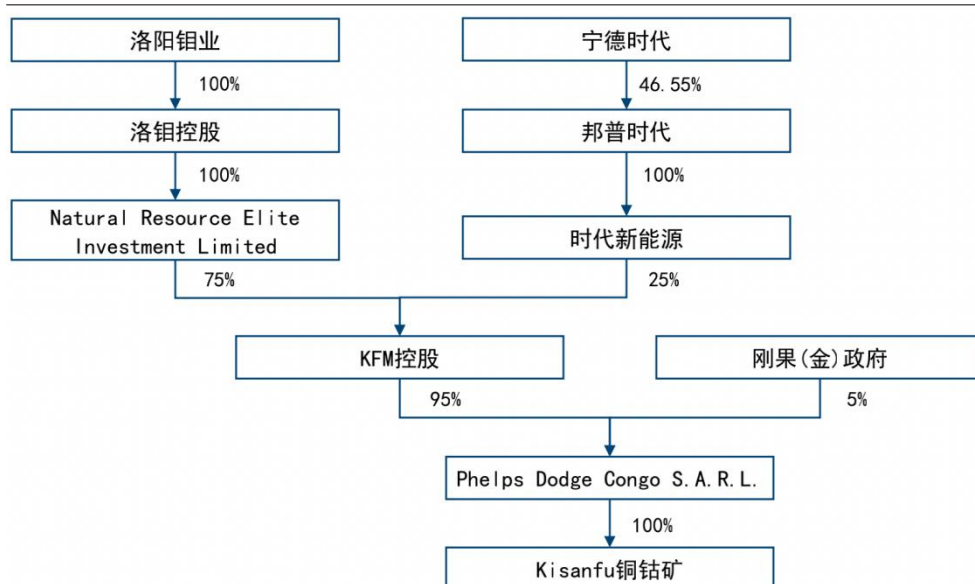 洛阳钼业
宁德时代
100%
46.55%
洛钼控股
邦普时代
100%
100%
Natural Resource Elite
Investment Limited
时代新能源
75%
25%
KFM控股
刚果(金)政府
95%
5%
Phelps Dodge Congo S.A.R.L.
100%
Kisanfu铜钴矿